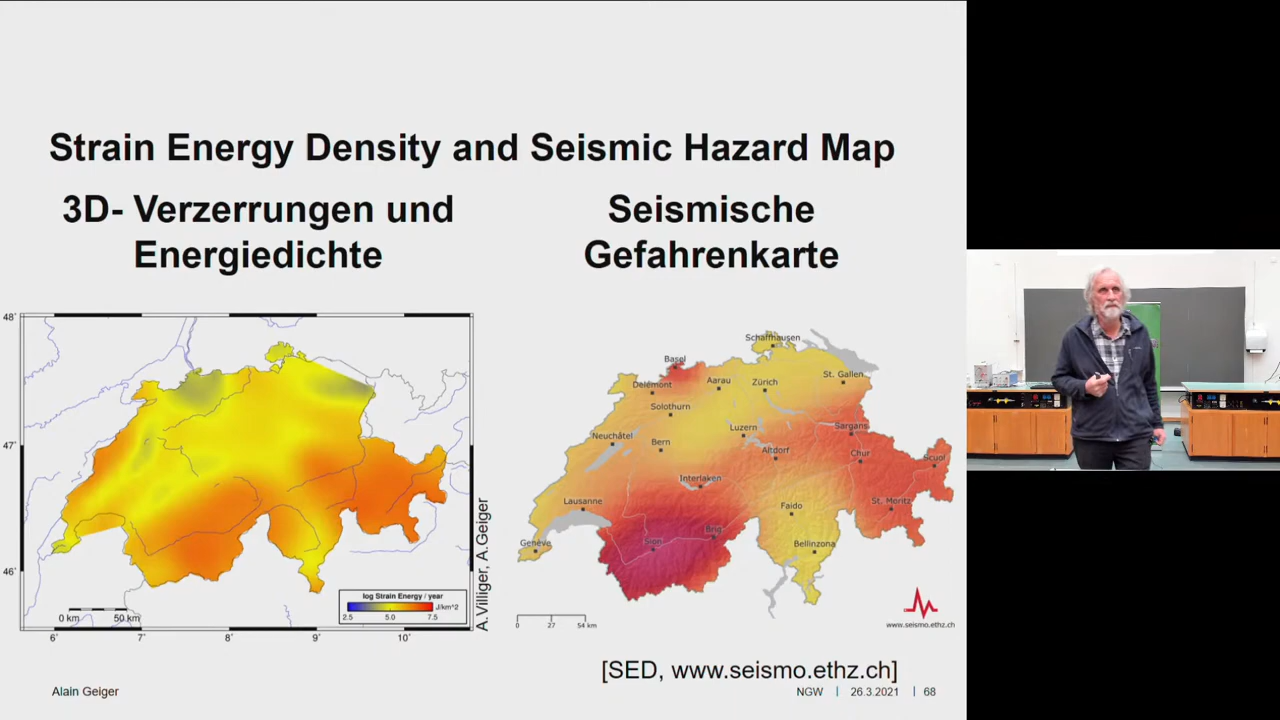 Strain Energy Density and Seismic Hazard Map
3D- Verzerrungen und
Energiedichte
Seismische
Gefahrenkarte
48°
47°
46°
6°
7°
8°
9°
10°
0 km
50 km
log Strain Energy / year
J/km^2
2.5
5.0
7.5
A.Villiger, A.Geiger
Schaffhausen
Basel
Delémont
Aarau
Zürich
St. Gallen
Solothurn
Neuchâtel
Bern
Luzern
Sargans
Altdorf
Chur
Scuol
Interlaken
Lausanne
Faido
St. Moritz
Genève
Sion
Brig
Bellinzona
0
27
54 km
www.seismo.ethz.ch
[SED, www.seismo.ethz.ch]
Alain Geiger
NGW | 26.3.2021 | 68